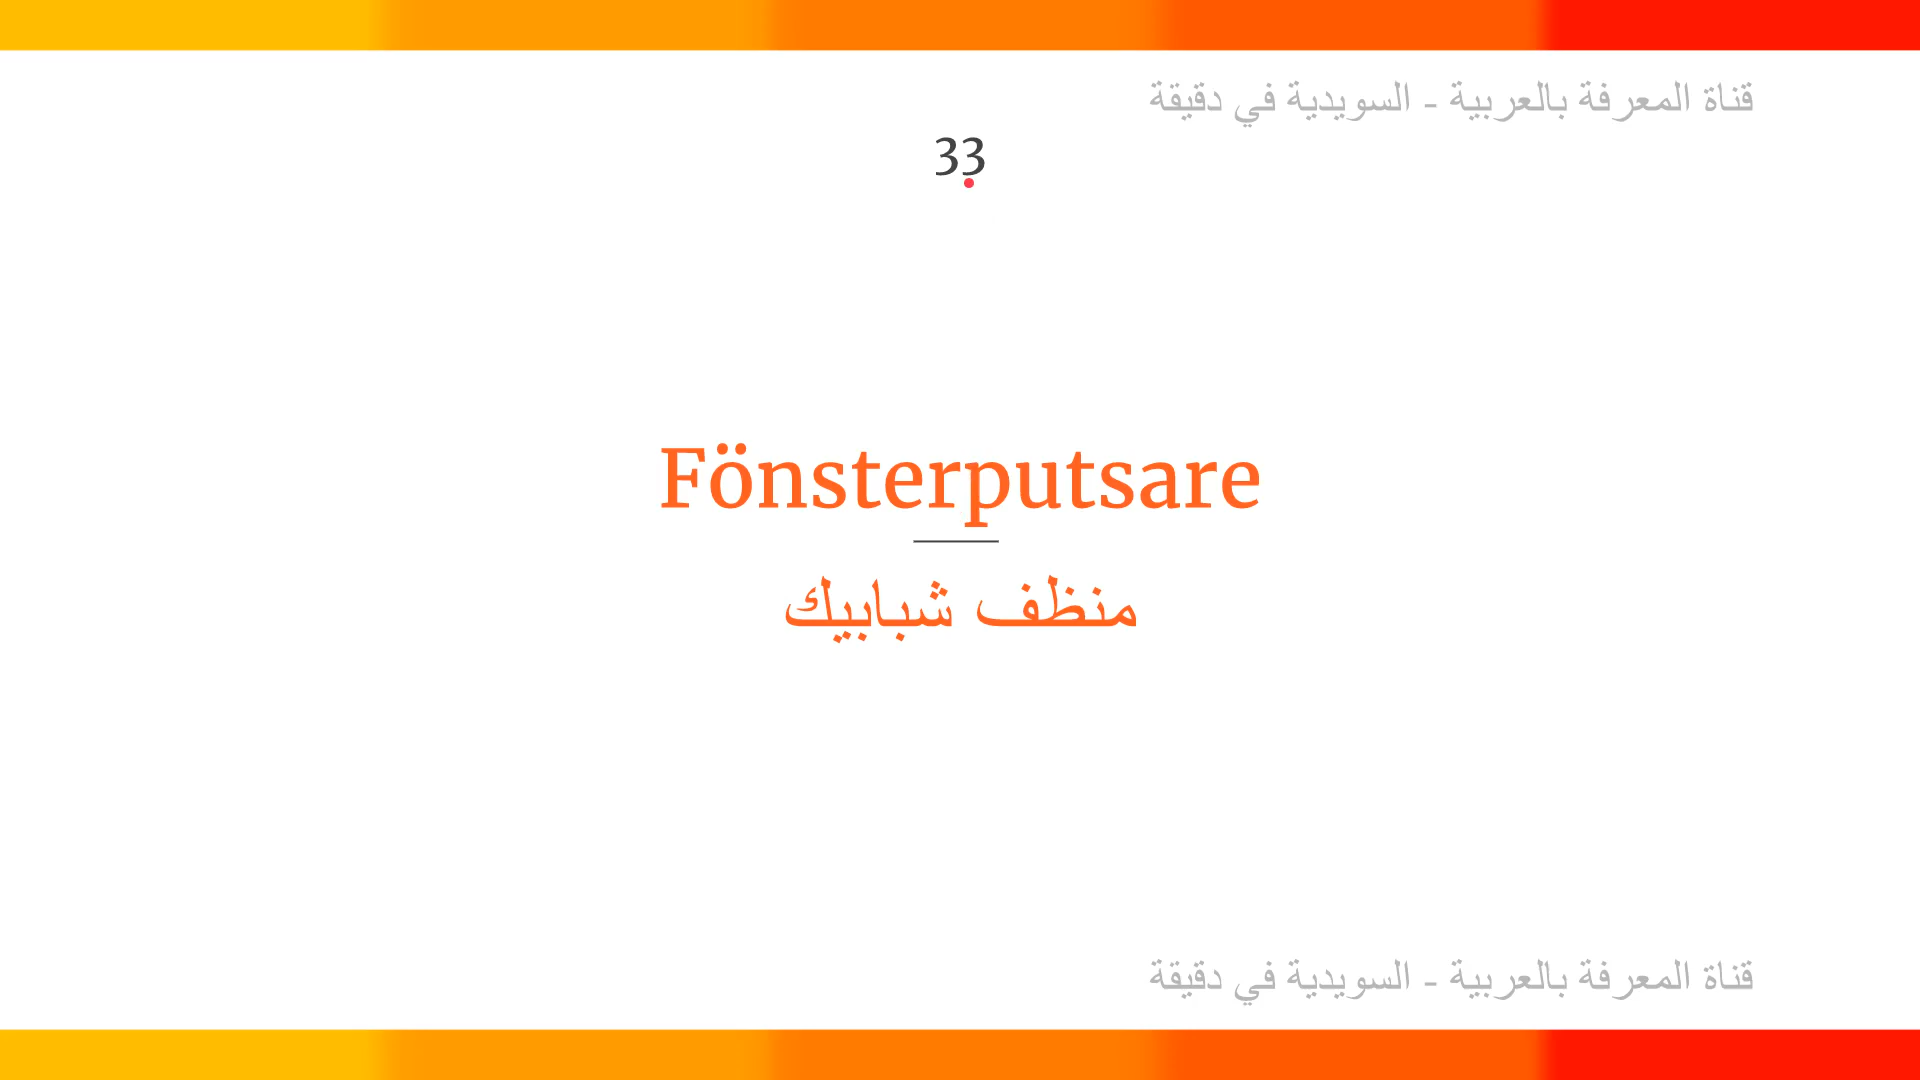 قناة المعرفة بالعربية - السويدية في دقيقة
33
Fönsterputsare
منظف شبابيك
قناة المعرفة بالعربية - السويدية في دقيقة